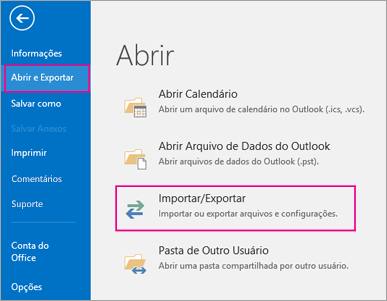 Abrir
Informações
Abrir e Exportar
Salvar como
Salvar Anexos
Imprimir
Comentários
Suporte
Conta do
Office
Opções
Abrir Calendário
Abrir um arquivo de calendário no Outlook (.ics, .vcs).
Abrir Arquivo de Dados do Outlook
Abrir arquivos de dados do Outlook (.pst).
Importar/Exportar
Importar ou exportar arquivos e configurações.
Pasta de Outro Usuário
Abrir uma pasta compartilhada por outro usuário.